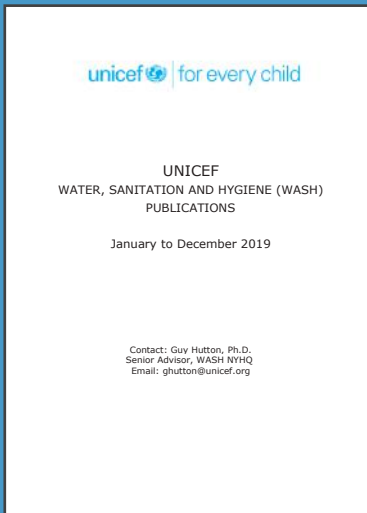 unicef for every child
UNICEF
WATER, SANITATION AND HYGIENE (WASH)
PUBLICATIONS
January to December 2019
Contact: Guy Hutton, Ph.D.
Senior Advisor, WASH NYHQ
Email: ghutton@unicef.org